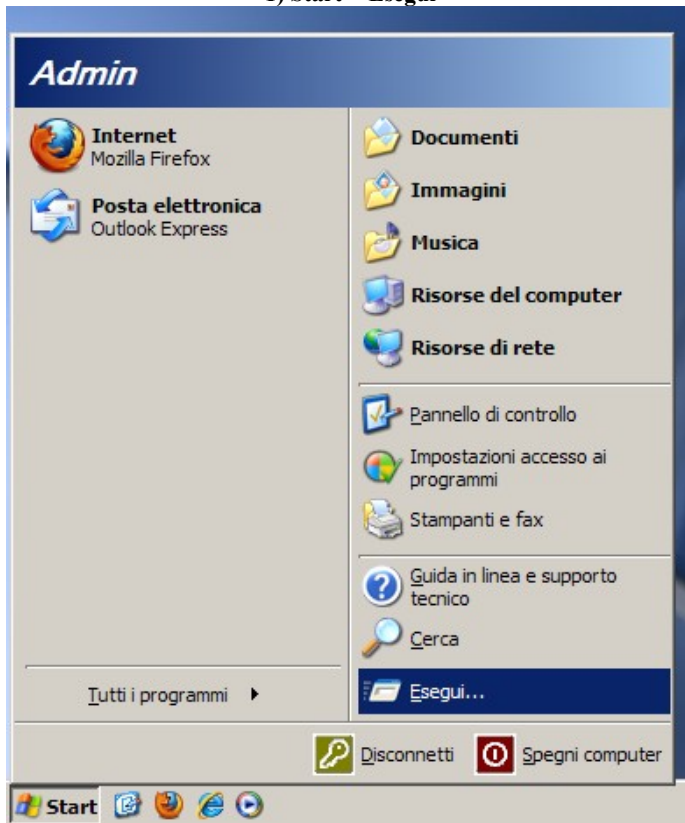 1) Start – Esegui
Admin
Internet
Mozilla Firefox
Posta elettronica
Outlook Express
Tutti i programmi
Documenti
Immagini
Musica
Risorse del computer
Risorse di rete
Pannello di controllo
Impostazioni accesso ai
programmi
Stampanti e fax
Guida in linea e supporto
tecnico
Cerca
Esegui...
Disconnetti
Spegni computer
Start